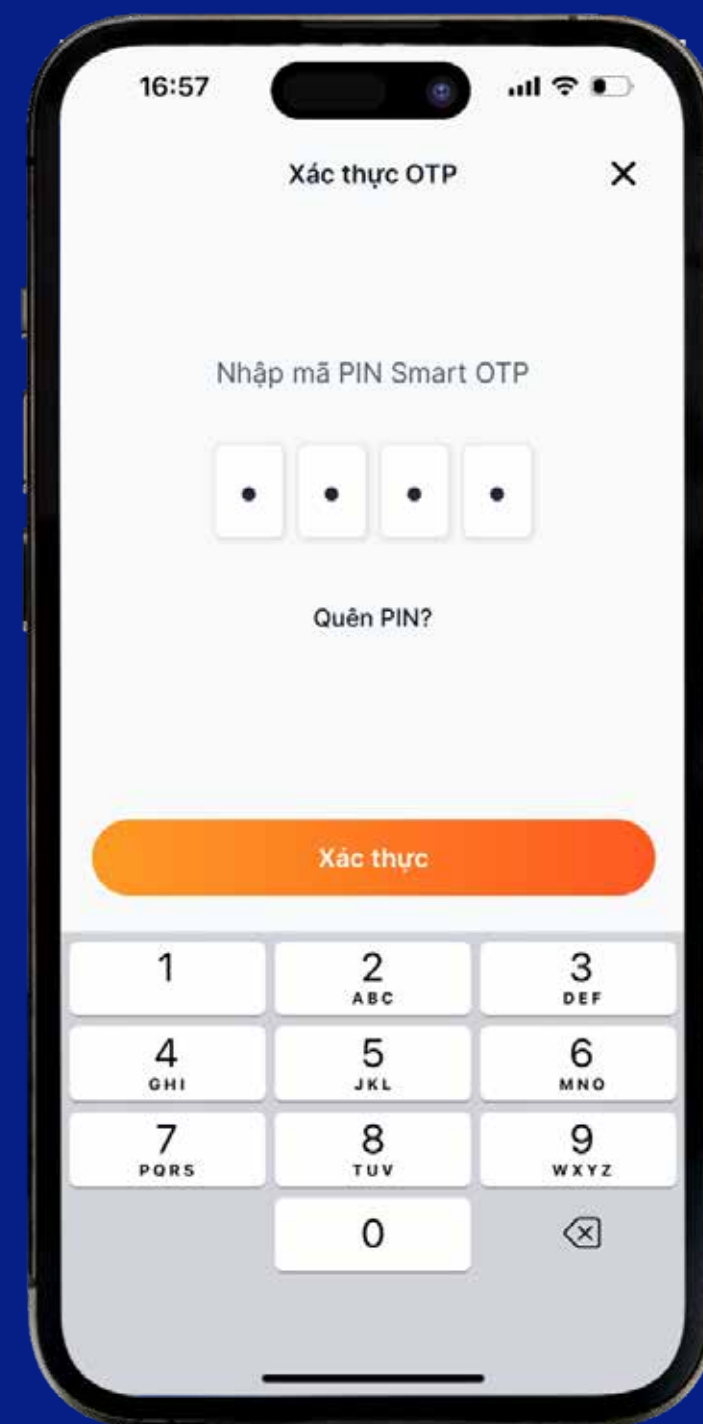 16:57
Xác thực OTP
Nhập mã PIN Smart OTP
Quên PIN?
Xác thực
1 2 3
ABC DEF
4 5 6
GHI JKL MNO
7 8 9
PQRS TUV WXYZ
0